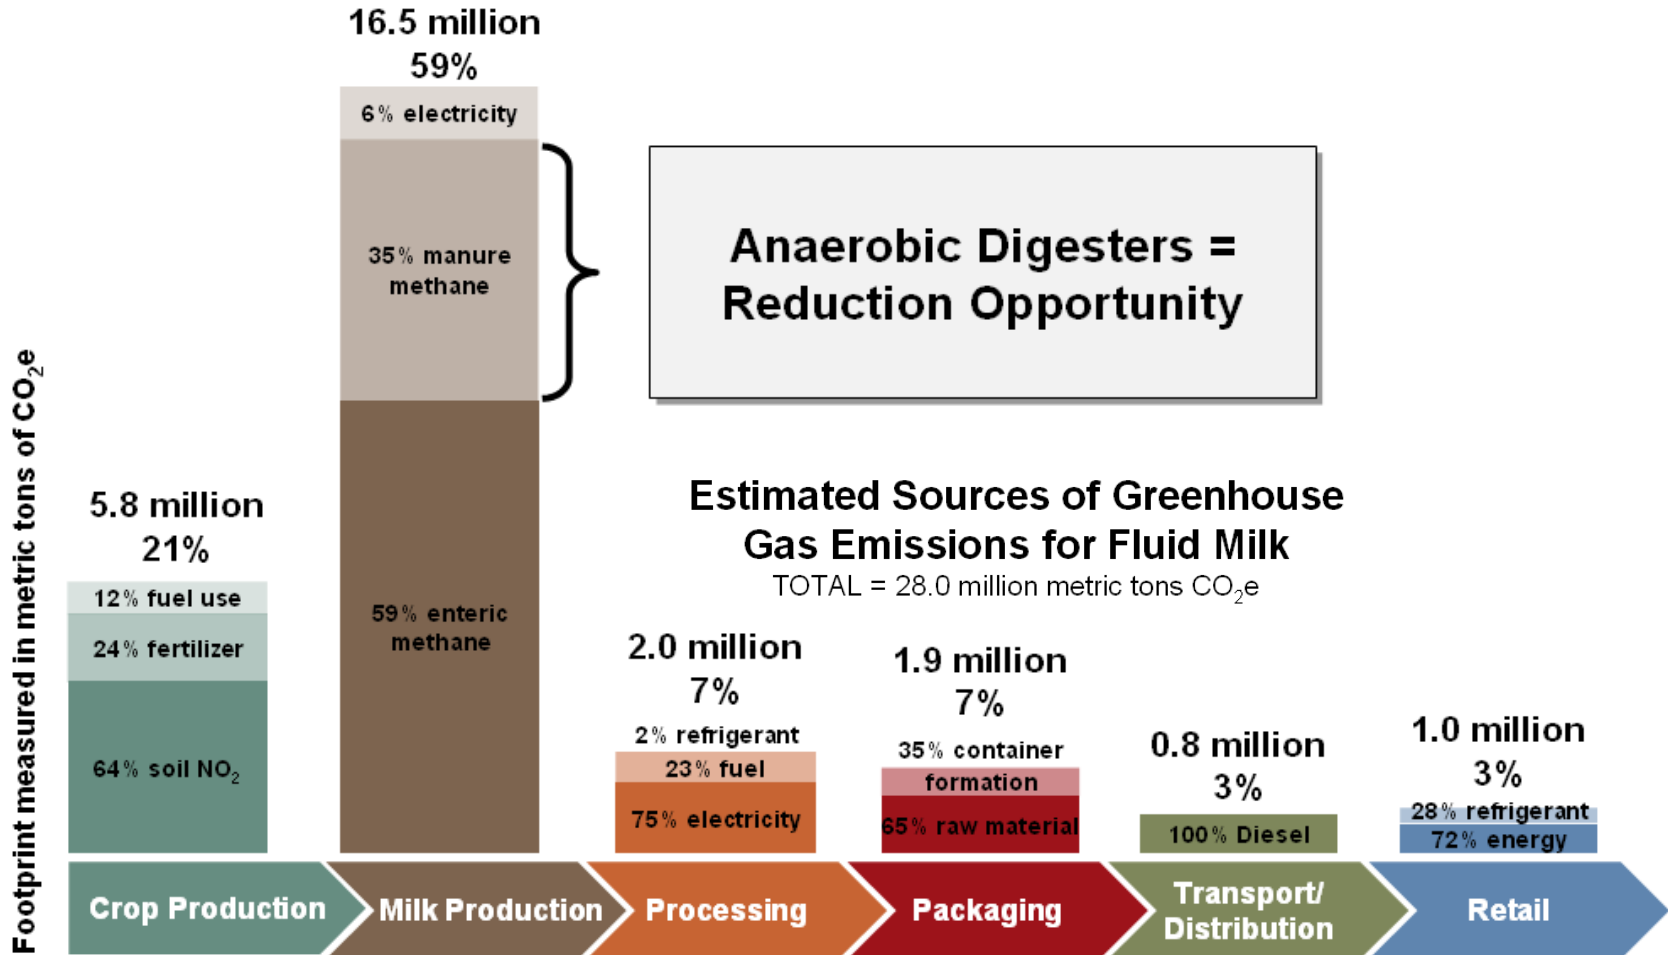 16.5 million
59%
6% electricity
35% manure
methane
59% enteric
methane
Anaerobic Digesters =
Reduction Opportunity
Estimated Sources of Greenhouse
Gas Emissions for Fluid Milk
TOTAL = 28.0 million metric tons CO₂e
Footprint measured in metric tons of CO₂e
5.8 million
21%
12% fuel use
24% fertilizer
64% soil NO₂
2.0 million
7%
2% refrigerant
23% fuel
75% electricity
1.9 million
7%
35% container
formation
65% raw material
0.8 million
3%
100% Diesel
1.0 million
3%
28% refrigerant
72% energy
Crop Production
Milk Production
Processing
Packaging
Transport/
Distribution
Retail